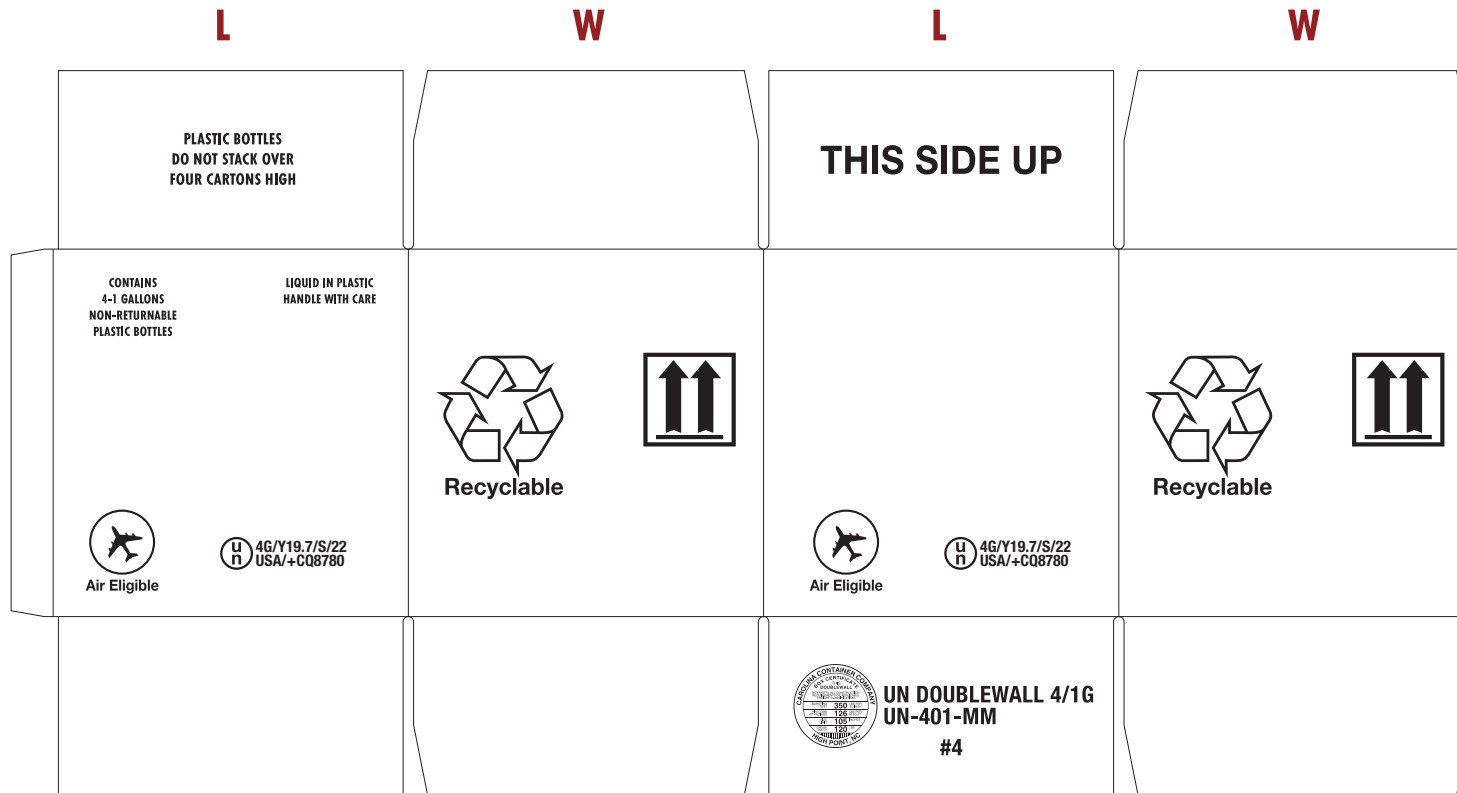 L
W
L
W
PLASTIC BOTTLES
DO NOT STACK OVER
FOUR CARTONS HIGH
THIS SIDE UP
CONTAINS
4-1 GALLONS
NON-RETURNABLE
PLASTIC BOTTLES
LIQUID IN PLASTIC
HANDLE WITH CARE
Recyclable
Recyclable
Air Eligible
u
n
4G/Y19.7/S/22
USA/+CQ8780
Air Eligible
u
n
4G/Y19.7/S/22
USA/+CQ8780
CAROLINA CONTAINER COMPANY
BOX CERTIFICATE
DOUBLEWALL
350
126
105
120
HIGH POINT, NC
UN DOUBLEWALL 4/1G
UN-401-MM
#4